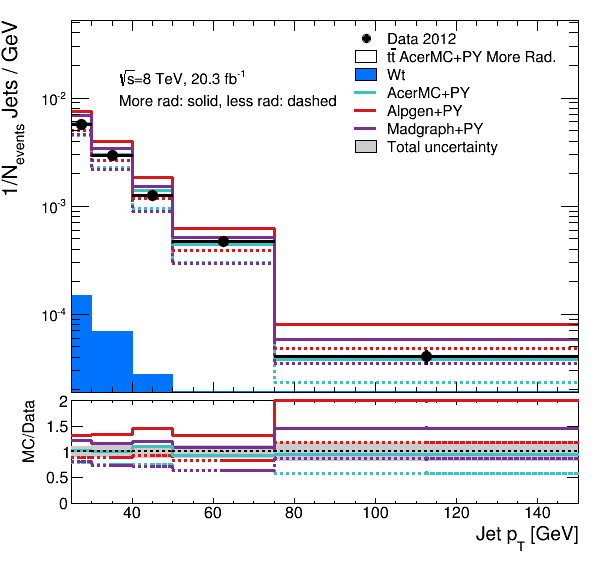 1/N_events Jets / GeV
Data 2012
tt̄ AcerMC+PY More Rad.
Wt
AcerMC+PY
Alpgen+PY
Madgraph+PY
Total uncertainty
√s=8 TeV, 20.3 fb⁻¹
More rad: solid, less rad: dashed
10⁻²
10⁻³
10⁻⁴
MC/Data
2
1.5
1
0.5
0
40 60 80 100 120 140
Jet p_T [GeV]